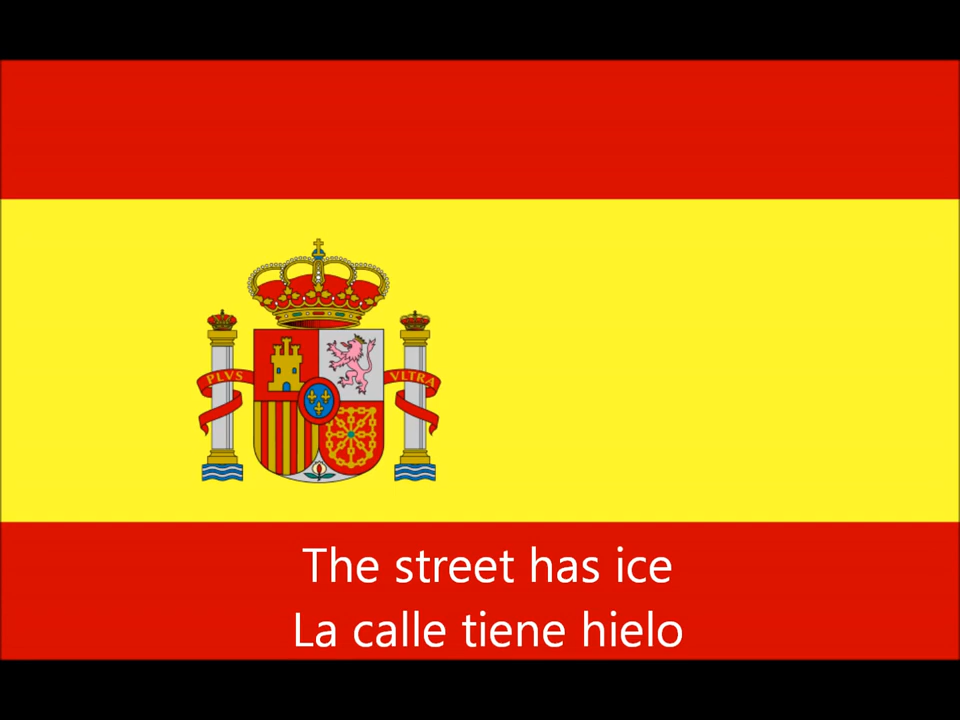 PLVS VLTRA
The street has ice
La calle tiene hielo